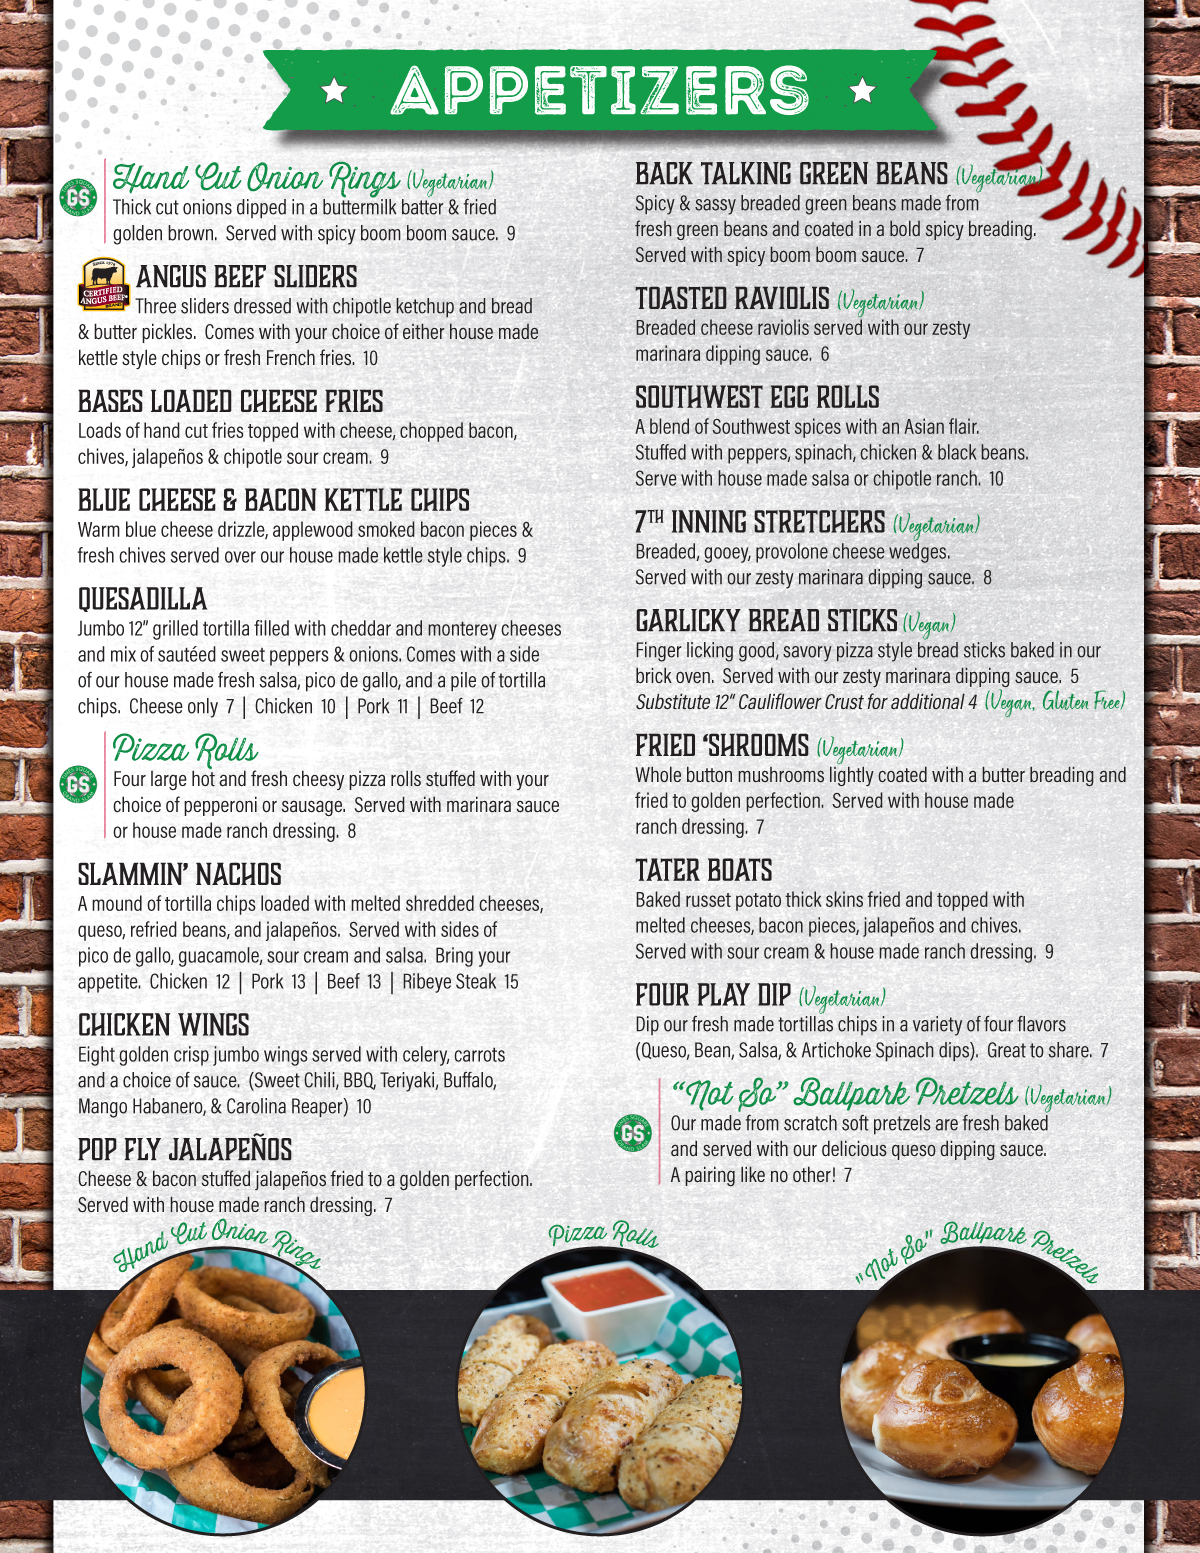 APPETIZERS
Hand Cut Onion Rings (Vegetarian)
GS
Thick cut onions dipped in a buttermilk batter & fried
golden brown. Served with spicy boom boom sauce. 9
ANGUS BEEF SLIDERS
CERTIFIED
ANGUS BEEF
Three sliders dressed with chipotle ketchup and bread
& butter pickles. Comes with your choice of either house made
kettle style chips or fresh French fries. 10
BASES LOADED CHEESE FRIES
Loads of hand cut fries topped with cheese, chopped bacon,
chives, jalapeños & chipotle sour cream. 9
BLUE CHEESE & BACON KETTLE CHIPS
Warm blue cheese drizzle, applewood smoked bacon pieces &
fresh chives served over our house made kettle style chips. 9
QUESADILLA
Jumbo 12" grilled tortilla filled with cheddar and monterey cheeses
and mix of sautéed sweet peppers & onions. Comes with a side
of our house made fresh salsa, pico de gallo, and a pile of tortilla
chips. Cheese only 7 | Chicken 10 | Pork 11 | Beef 12
Pizza Rolls
GS
Four large hot and fresh cheesy pizza rolls stuffed with your
choice of pepperoni or sausage. Served with marinara sauce
or house made ranch dressing. 8
SLAMMIN' NACHOS
A mound of tortilla chips loaded with melted shredded cheeses,
queso, refried beans, and jalapeños. Served with sides of
pico de gallo, guacamole, sour cream and salsa. Bring your
appetite. Chicken 12 | Pork 13 | Beef 13 | Ribeye Steak 15
CHICKEN WINGS
Eight golden crisp jumbo wings served with celery, carrots
and a choice of sauce. (Sweet Chili, BBQ, Teriyaki, Buffalo,
Mango Habanero, & Carolina Reaper) 10
POP FLY JALAPEÑOS
Cheese & bacon stuffed jalapeños fried to a golden perfection.
Served with house made ranch dressing. 7
BACK TALKING GREEN BEANS (Vegetarian)
Spicy & sassy breaded green beans made from
fresh green beans and coated in a bold spicy breading.
Served with spicy boom boom sauce. 7
TOASTED RAVIOLIS (Vegetarian)
Breaded cheese raviolis served with our zesty
marinara dipping sauce. 6
SOUTHWEST EGG ROLLS
A blend of Southwest spices with an Asian flair.
Stuffed with peppers, spinach, chicken & black beans.
Serve with house made salsa or chipotle ranch. 10
7TH INNING STRETCHERS (Vegetarian)
Breaded, gooey, provolone cheese wedges.
Served with our zesty marinara dipping sauce. 8
GARLICKY BREAD STICKS (Vegan)
Finger licking good, savory pizza style bread sticks baked in our
brick oven. Served with our zesty marinara dipping sauce. 5
Substitute 12" Cauliflower Crust for additional 4 (Vegan, Gluten Free)
FRIED 'SHROOMS (Vegetarian)
Whole button mushrooms lightly coated with a butter breading and
fried to golden perfection. Served with house made
ranch dressing. 7
TATER BOATS
Baked russet potato thick skins fried and topped with
melted cheeses, bacon pieces, jalapeños and chives.
Served with sour cream & house made ranch dressing. 9
FOUR PLAY DIP (Vegetarian)
Dip our fresh made tortillas chips in a variety of four flavors
(Queso, Bean, Salsa, & Artichoke Spinach dips). Great to share. 7
"Not So" Ballpark Pretzels (Vegetarian)
GS
Our made from scratch soft pretzels are fresh baked
and served with our delicious queso dipping sauce.
A pairing like no other! 7
Hand Cut Onion Rings
Pizza Rolls
"Not So" Ballpark Pretzels